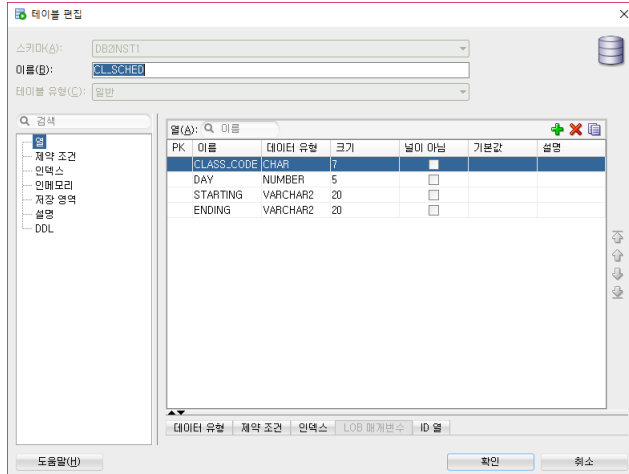 테이블 편집
스키마(A): DB2INST1
이름(B): CL_SCHED
테이블 유형(C): 일반
검색
열
제약 조건
인덱스
인메모리
저장 영역
설명
DDL
열(A): 이름
PK 이름 데이터 유형 크기 널이 아님 기본값 설명
CLASS_CODE CHAR 7
DAY NUMBER 5
STARTING VARCHAR2 20
ENDING VARCHAR2 20
데이터 유형 제약 조건 인덱스 LOB 매개변수 ID 열
도움말(H) 확인 취소